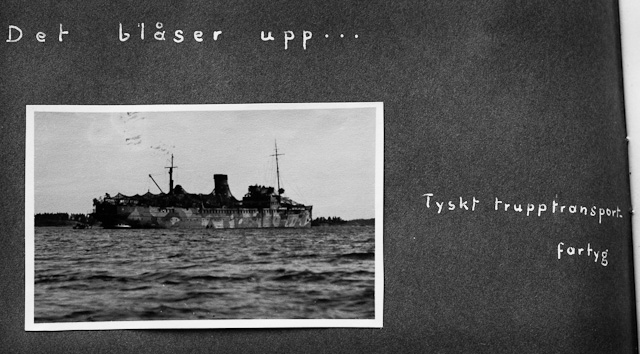 Det blåser upp...
Tyskt trupptransport-
fartyg